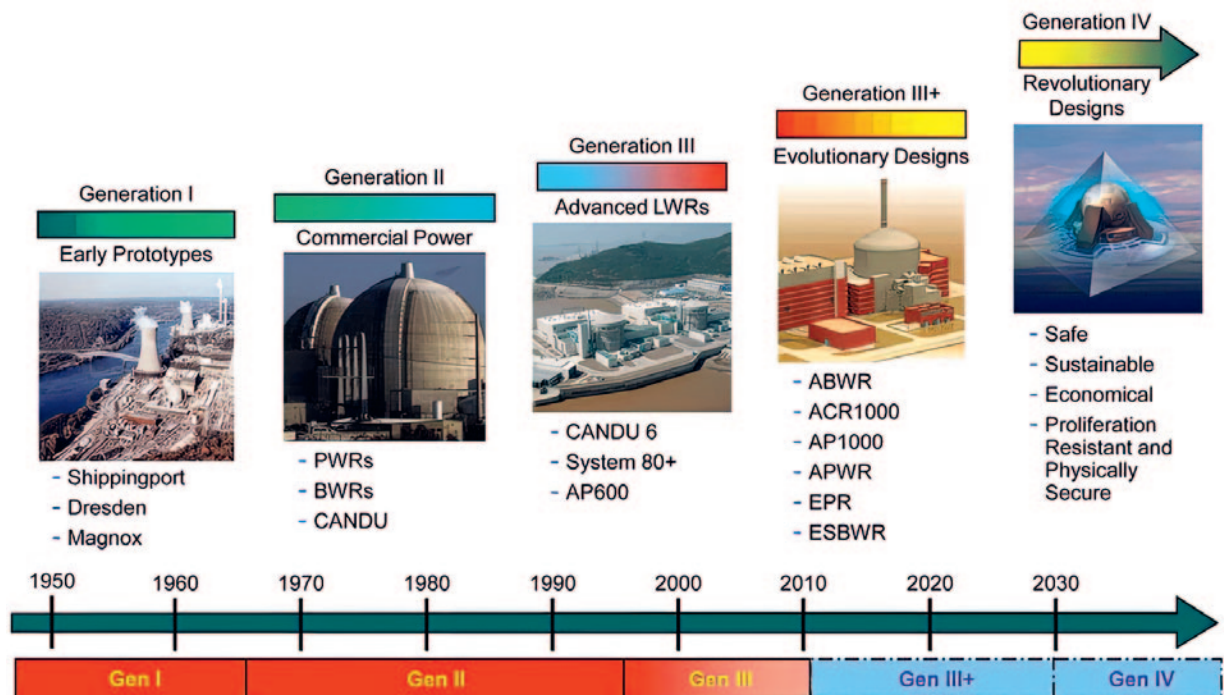 Generation I
Early Prototypes
- Shippingport
- Dresden
- Magnox
Generation II
Commercial Power
- PWRs
- BWRs
- CANDU
Generation III
Advanced LWRs
- CANDU 6
- System 80+
- AP600
Generation III+
Evolutionary Designs
- ABWR
- ACR1000
- AP1000
- APWR
- EPR
- ESBWR
Generation IV
Revolutionary
Designs
- Safe
- Sustainable
- Economical
- Proliferation
Resistant and
Physically
Secure
1950 1960 1970 1980 1990 2000 2010 2020 2030
Gen I Gen II Gen III Gen III+ Gen IV